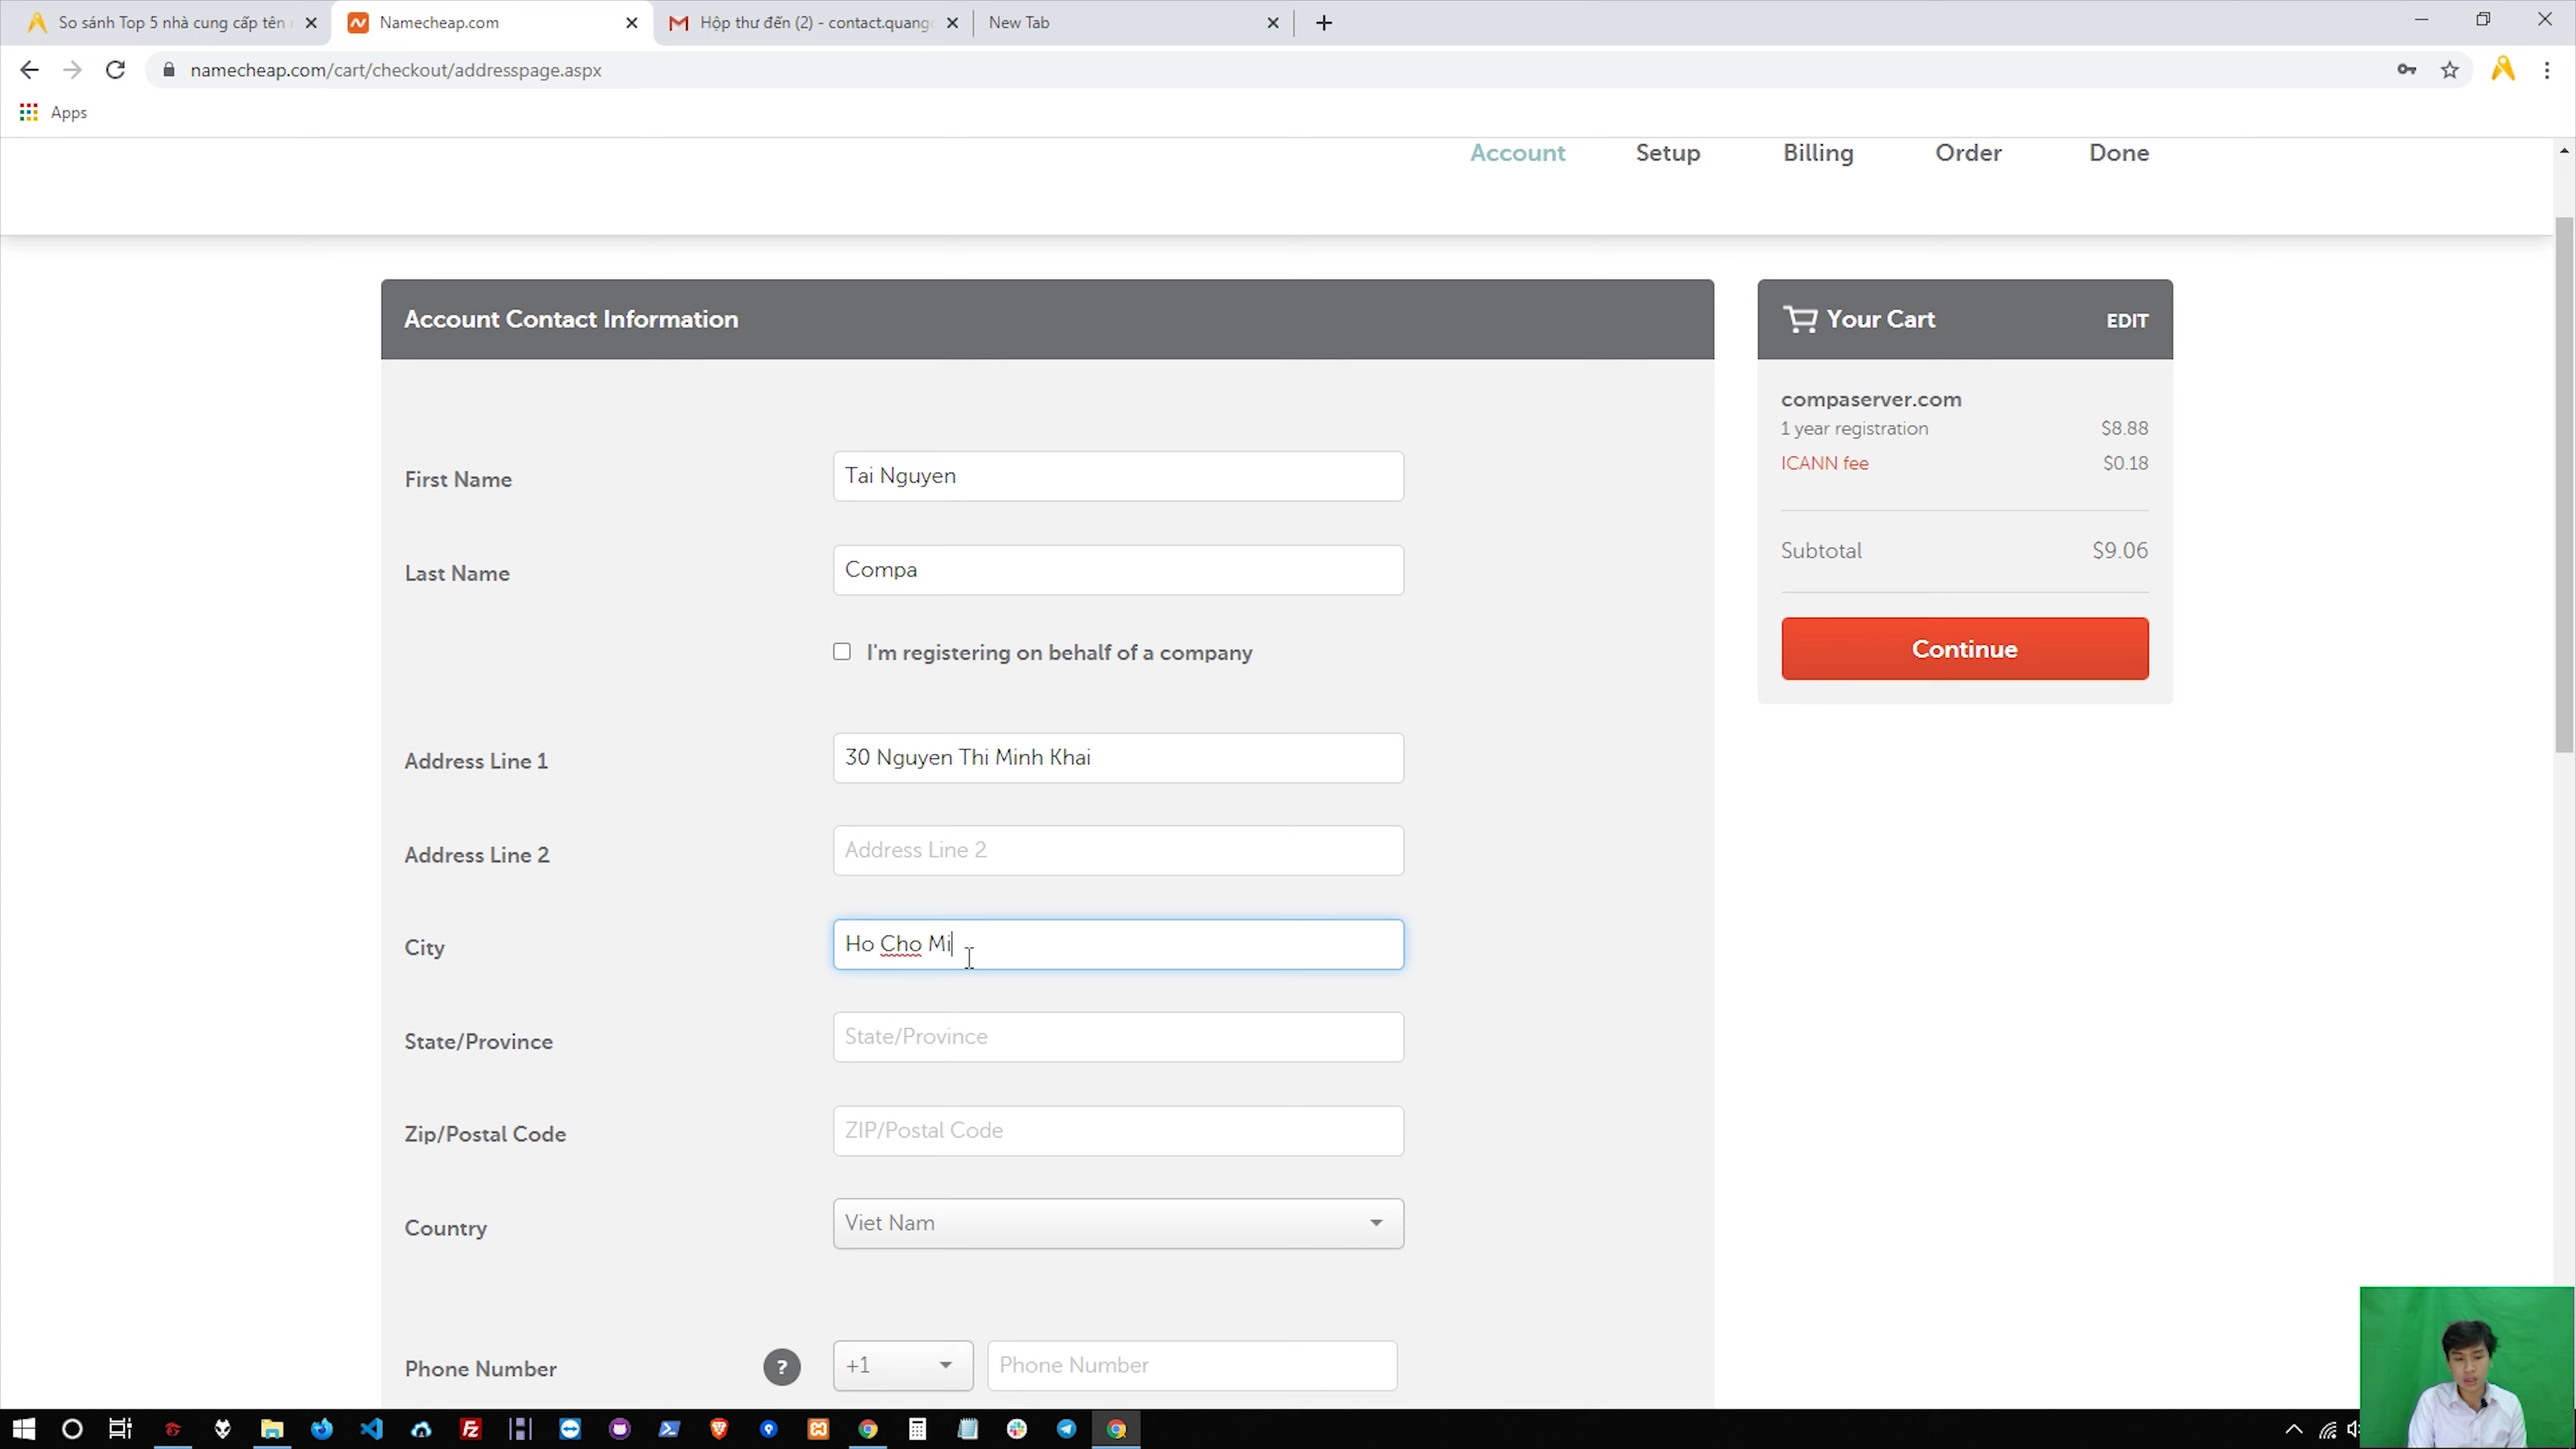 So sánh Top 5 nhà cung cấp tên
Namecheap.com
Hộp thư đến (2) - contact.quang
New Tab
namecheap.com/cart/checkout/addresspage.aspx
Apps
Account Setup Billing Order Done
Account Contact Information
First Name
Tai Nguyen
Last Name
Compa
I'm registering on behalf of a company
Address Line 1
30 Nguyen Thi Minh Khai
Address Line 2
Address Line 2
City
Ho Cho Mi
State/Province
State/Province
Zip/Postal Code
ZIP/Postal Code
Country
Viet Nam
Phone Number
?
+1
Phone Number
Your Cart EDIT
compaserver.com
1 year registration $8.88
ICANN fee $0.18
Subtotal $9.06
Continue